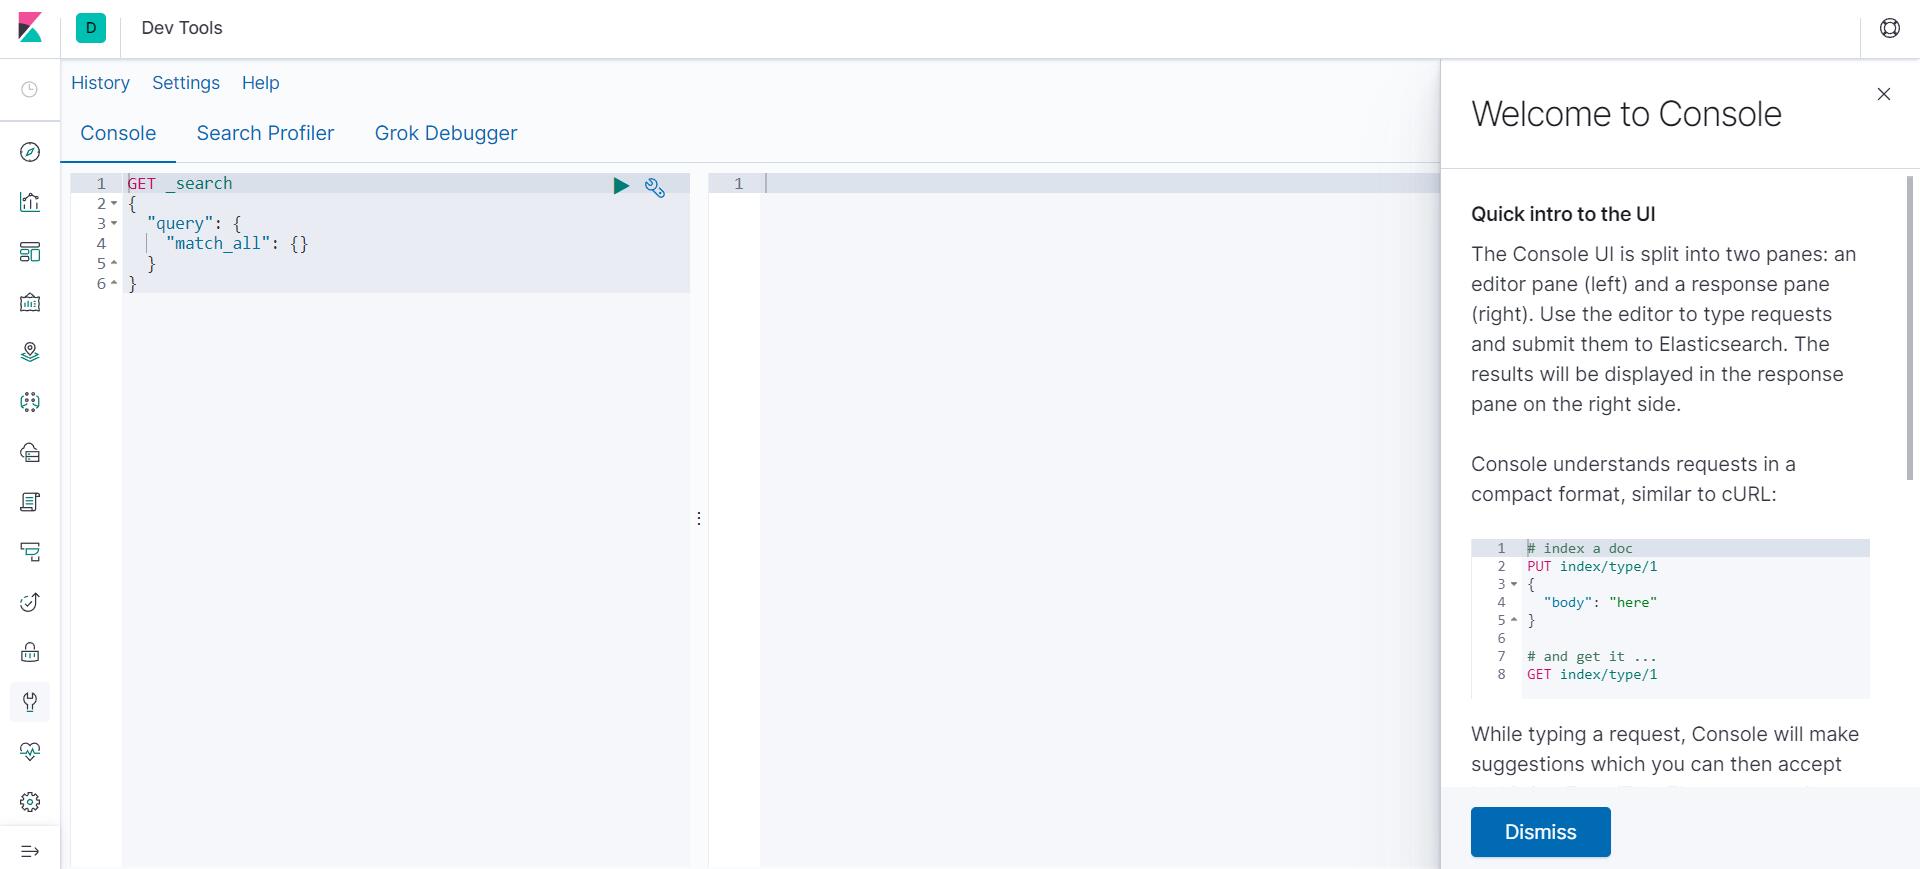 D
Dev Tools
History Settings Help
Console Search Profiler Grok Debugger
1 GET _search
2 {
3 "query": {
4 "match_all": {}
5 }
6 }
1
Welcome to Console
Quick intro to the UI
The Console UI is split into two panes: an
editor pane (left) and a response pane
(right). Use the editor to type requests
and submit them to Elasticsearch. The
results will be displayed in the response
pane on the right side.
Console understands requests in a
compact format, similar to cURL:
1 # index a doc
2 PUT index/type/1
3 {
4 "body": "here"
5 }
6
7 # and get it ...
8 GET index/type/1
While typing a request, Console will make
suggestions which you can then accept
Dismiss